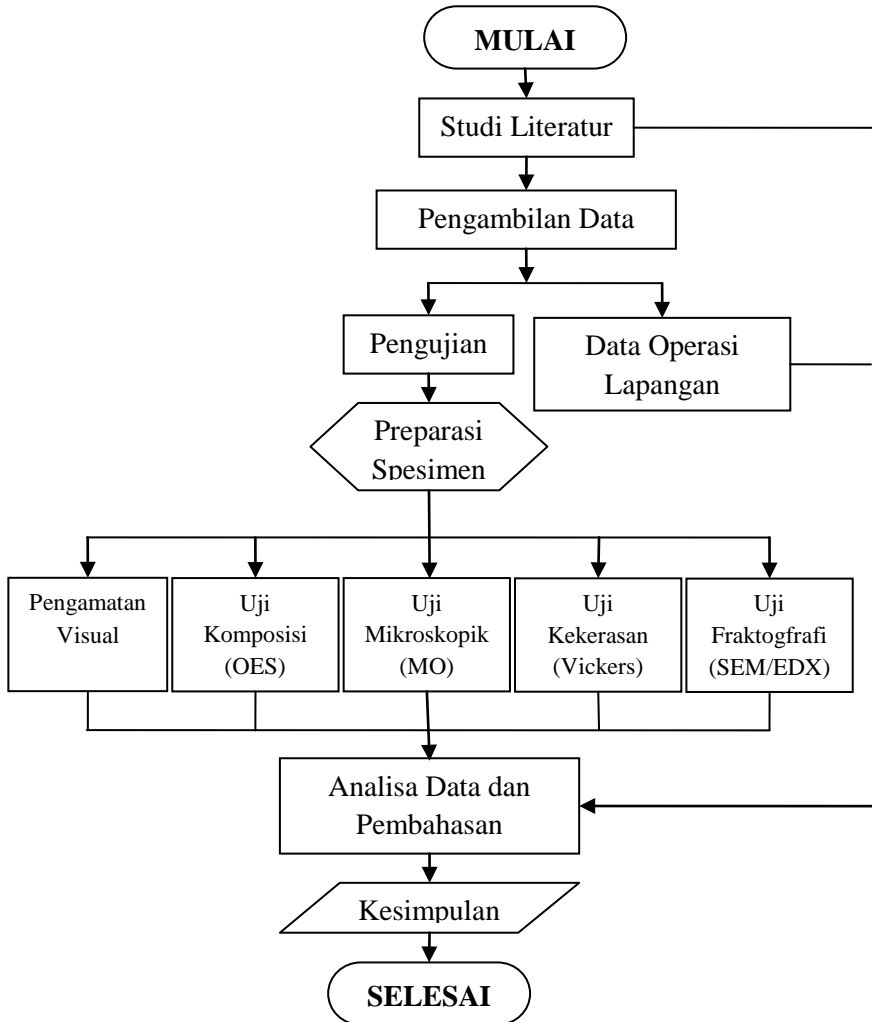 MULAI
Studi Literatur
Pengambilan Data
Pengujian
Data Operasi
Lapangan
Preparasi
Spesimen
Pengamatan
Visual
Uji
Komposisi
(OES)
Uji
Mikroskopik
(MO)
Uji
Kekerasan
(Vickers)
Uji
Fraktogfrafi
(SEM/EDX)
Analisa Data dan
Pembahasan
Kesimpulan
SELESAI